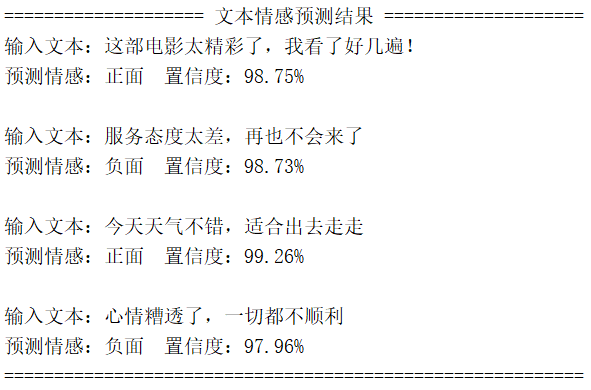 ==================== 文本情感预测结果 ====================
输入文本：这部电影太精彩了，我看了好几遍！
预测情感：正面  置信度：98.75%
输入文本：服务态度太差，再也不会来了
预测情感：负面  置信度：98.73%
输入文本：今天天气不错，适合出去走走
预测情感：正面  置信度：99.26%
输入文本：心情糟透了，一切都不顺利
预测情感：负面  置信度：97.96%
==========================================================